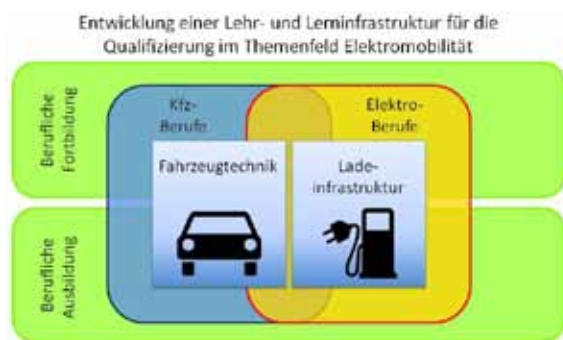 Entwicklung einer Lehr- und Lerninfrastruktur für die
Qualifizierung im Themenfeld Elektromobilität
Berufliche
Fortbildung
Kfz-
Berufe
Elektro-
Berufe
Fahrzeugtechnik
Lade-
infrastruktur
Berufliche
Ausbildung